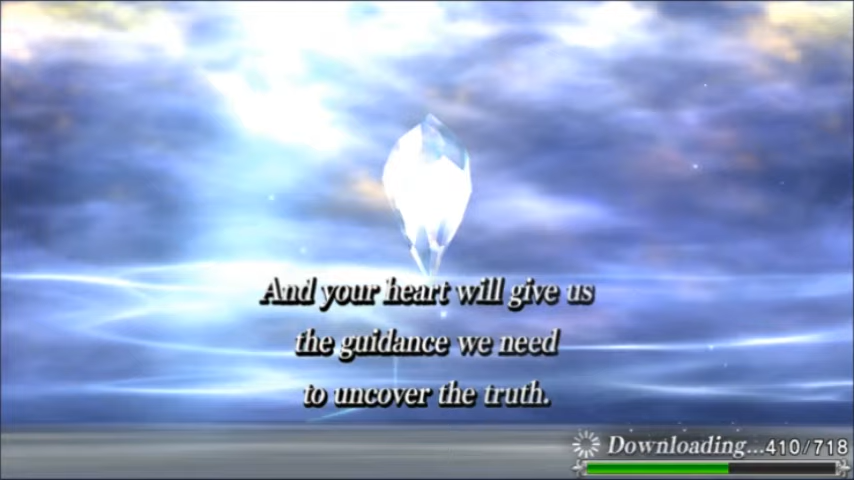 And your heart will give us
the guidance we need
to uncover the truth.
Downloading...410/718